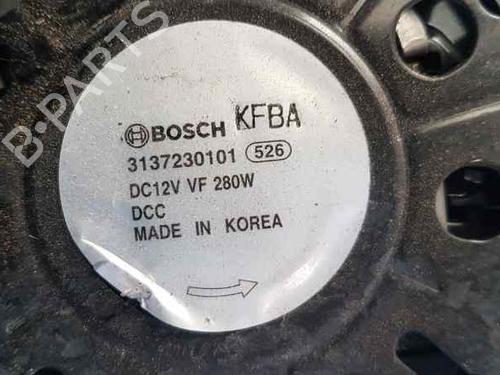 BOSCH KFBA
3137230101 526
DC12V VF 280W
DCC
MADE IN KOREA
B-PARTS